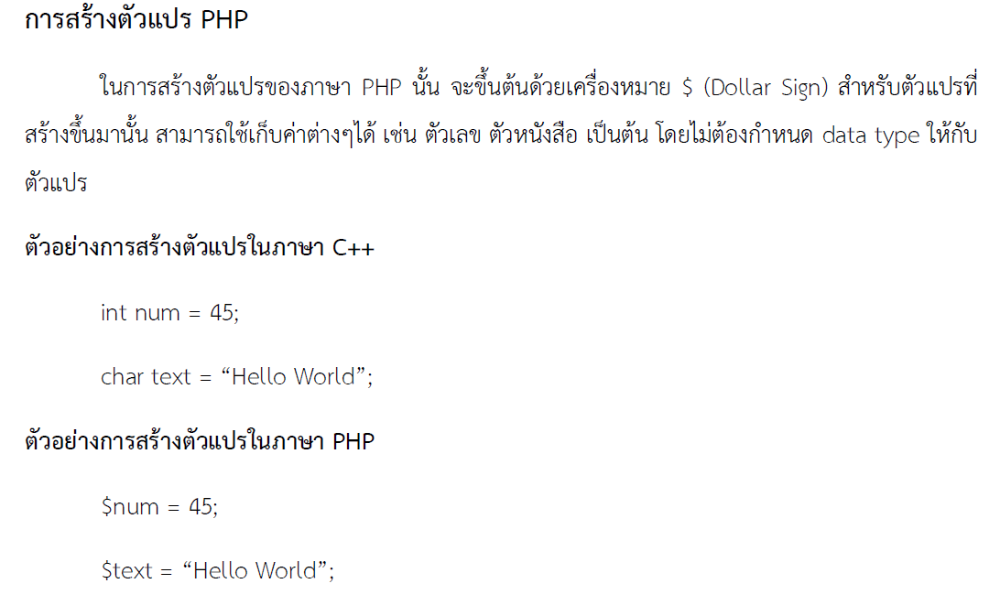 การสร้างตัวแปร PHP
ในการสร้างตัวแปรของภาษา PHP นั้น จะขึ้นต้นด้วยเครื่องหมาย $ (Dollar Sign) สำหรับตัวแปรที่
สร้างขึ้นมานั้น สามารถใช้เก็บค่าต่างๆได้ เช่น ตัวเลข ตัวหนังสือ เป็นต้น โดยไม่ต้องกำหนด data type ให้กับ
ตัวแปร
ตัวอย่างการสร้างตัวแปรในภาษา C++
int num = 45;
char text = “Hello World”;
ตัวอย่างการสร้างตัวแปรในภาษา PHP
$num = 45;
$text = “Hello World”;